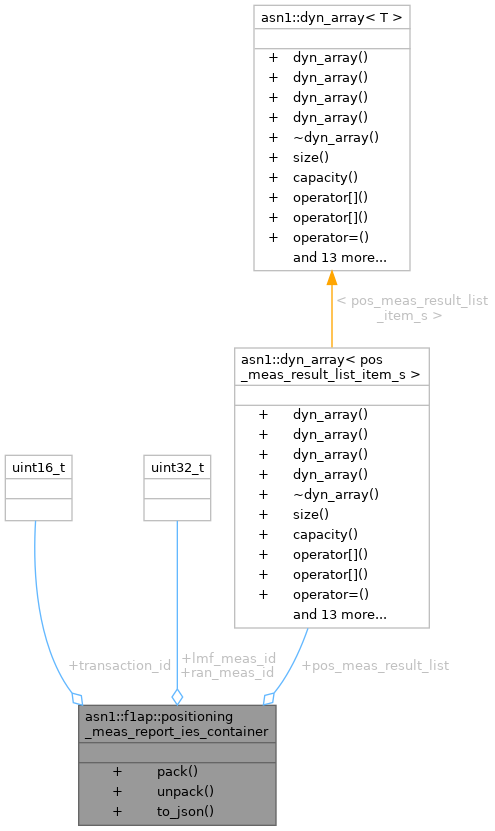 asn1::dyn_array< T >
+ dyn_array()
+ dyn_array()
+ dyn_array()
+ dyn_array()
+ ~dyn_array()
+ size()
+ capacity()
+ operator[]()
+ operator[]()
+ operator=()
and 13 more...
< pos_meas_result_list
_item_s >
asn1::dyn_array< pos
_meas_result_list_item_s >
+ dyn_array()
+ dyn_array()
+ dyn_array()
+ dyn_array()
+ ~dyn_array()
+ size()
+ capacity()
+ operator[]()
+ operator[]()
+ operator=()
and 13 more...
uint16_t
uint32_t
+transaction_id
+lmf_meas_id
+ran_meas_id
+pos_meas_result_list
asn1::f1ap::positioning
_meas_report_ies_container
+ pack()
+ unpack()
+ to_json()